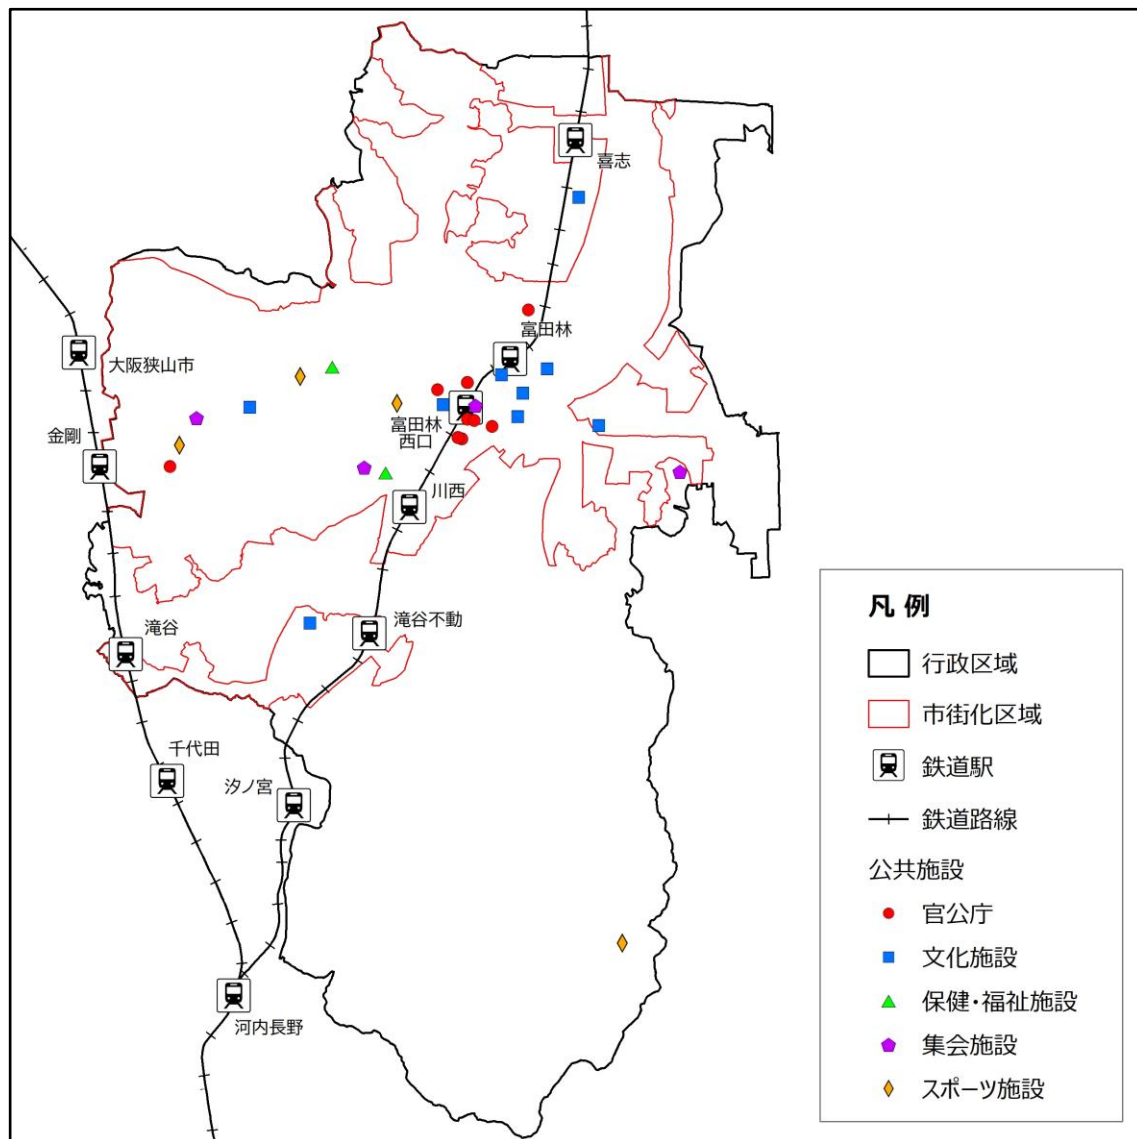 喜志
富田林
大阪狭山市
富田林
西口
金剛
川西
滝谷不動
滝谷
千代田
汐ノ宮
河内長野
凡 例
行政区域
市街化区域
鉄道駅
鉄道路線
公共施設
官公庁
文化施設
保健・福祉施設
集会施設
スポーツ施設